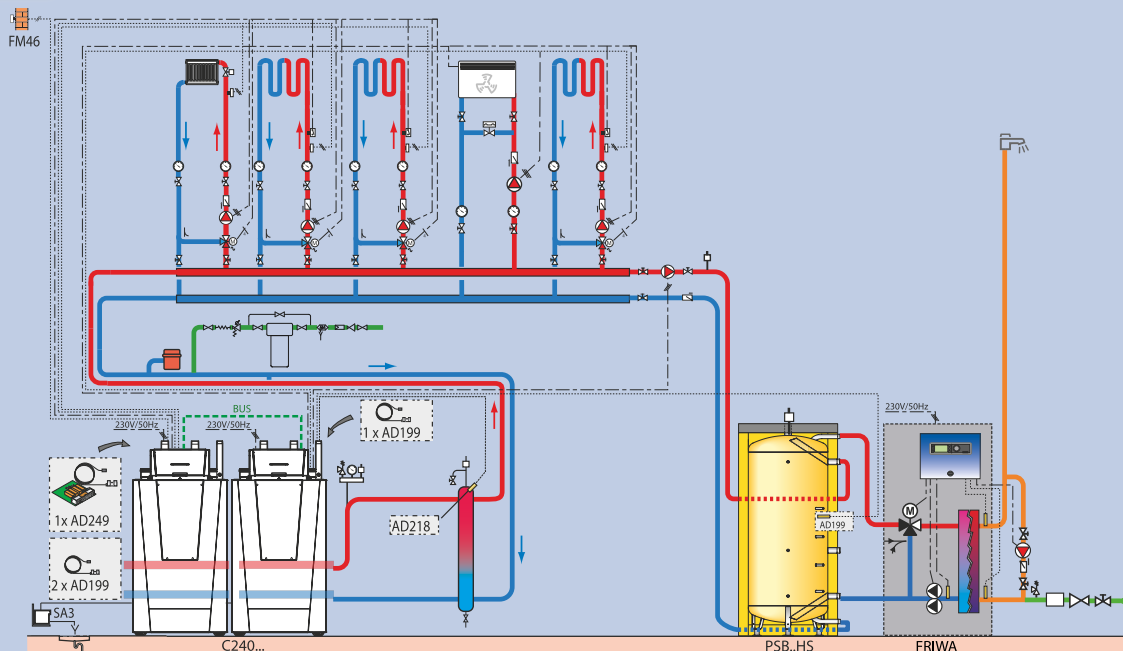 FM46
M
M
M
M
BUS
230V/50Hz
230V/50Hz
1 x AD199
230V/50Hz
1x AD249
AD218
AD199
M
2 x AD199
SA3
C240...
PSB..HS
FRIWA